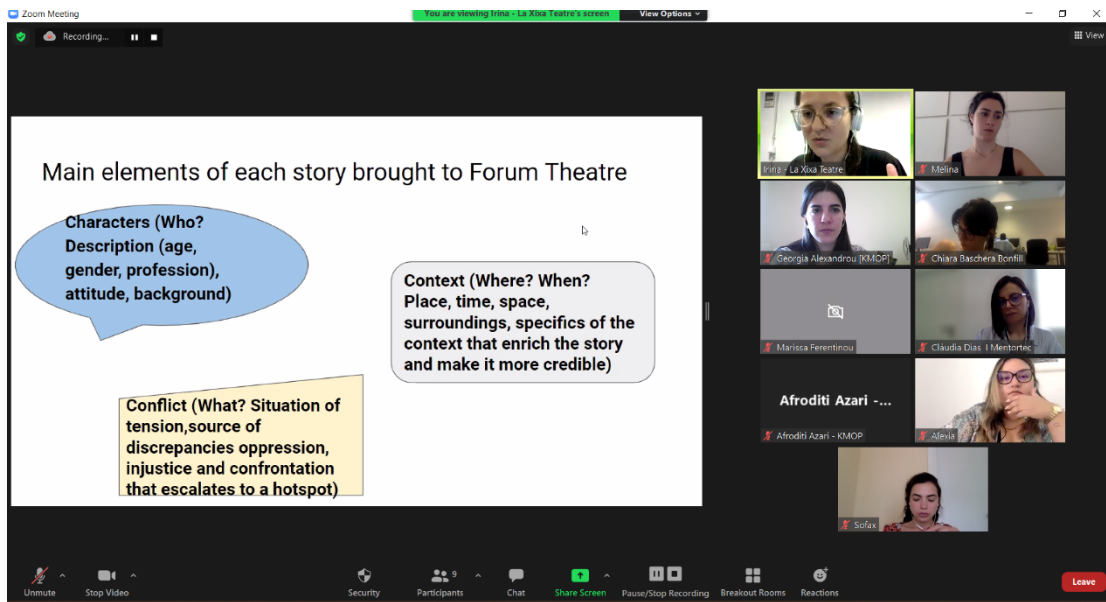 Zoom Meeting
You are viewing Irina - La Xixa Teatre's screen
View Options
Recording...
View
Main elements of each story brought to Forum Theatre
Characters (Who?
Description (age,
gender, profession),
attitude, background)
Context (Where? When?
Place, time, space,
surroundings, specifics of the
context that enrich the story
and make it more credible)
Conflict (What? Situation of
tension,source of
discrepancies oppression,
injustice and confrontation
that escalates to a hotspot)
Irina - La Xixa Teatre
Melina
Georgia Alexandrou [KMOP]
Chiara Baschera Bonfill
Marissa Ferentinou
Cláudia Dias I Mentortec
Afroditi Azari -...
Afroditi Azari - KMOP
Alexia
Sofax
Unmute
Stop Video
Security
Participants
9
Chat
Share Screen
Pause/Stop Recording
Breakout Rooms
Reactions
Leave